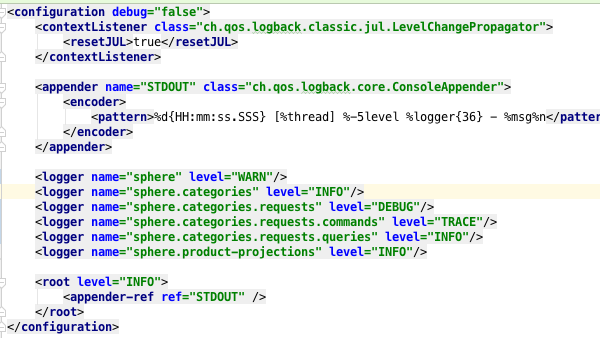 <configuration debug="false">
<contextListener class="ch.qos.logback.classic.jul.LevelChangePropagator">
<resetJUL>true</resetJUL>
</contextListener>
<appender name="STDOUT" class="ch.qos.logback.core.ConsoleAppender">
<encoder>
<pattern>%d{HH:mm:ss.SSS} [%thread] %-5level %logger{36} - %msg%n</patter
</encoder>
</appender>
<logger name="sphere" level="WARN"/>
<logger name="sphere.categories" level="INFO"/>
<logger name="sphere.categories.requests" level="DEBUG"/>
<logger name="sphere.categories.requests.commands" level="TRACE"/>
<logger name="sphere.categories.requests.queries" level="INFO"/>
<logger name="sphere.product-projections" level="INFO"/>
<root level="INFO">
<appender-ref ref="STDOUT" />
</root>
</configuration>